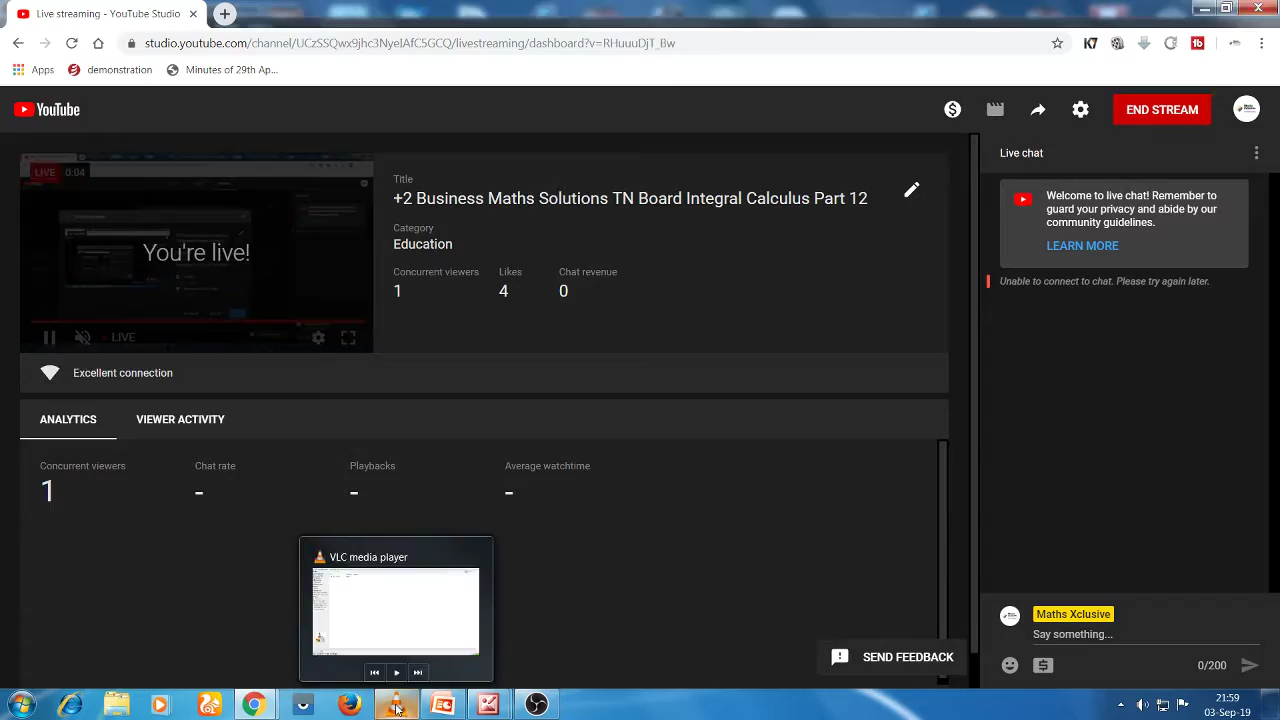 Live streaming - YouTube Studio
studio.youtube.com/channel/UCzSSQwx9jhc3NyeIAfC5GCQ/livestreaming/dashboard?v=RHuuuDjT_Bw
K7
Apps
demonstration
Minutes of 29th Ap...
YouTube
END STREAM
LIVE 0:04
You're live!
LIVE
Title
+2 Business Maths Solutions TN Board Integral Calculus Part 12
Category
Education
Concurrent viewers Likes Chat revenue
1 4 0
Excellent connection
ANALYTICS VIEWER ACTIVITY
Concurrent viewers Chat rate Playbacks Average watchtime
1 - - -
Live chat
Welcome to live chat! Remember to
guard your privacy and abide by our
community guidelines.
LEARN MORE
Unable to connect to chat. Please try again later.
VLC media player
SEND FEEDBACK
Maths Xclusive
Say something...
0/200
21:59
03-Sep-19